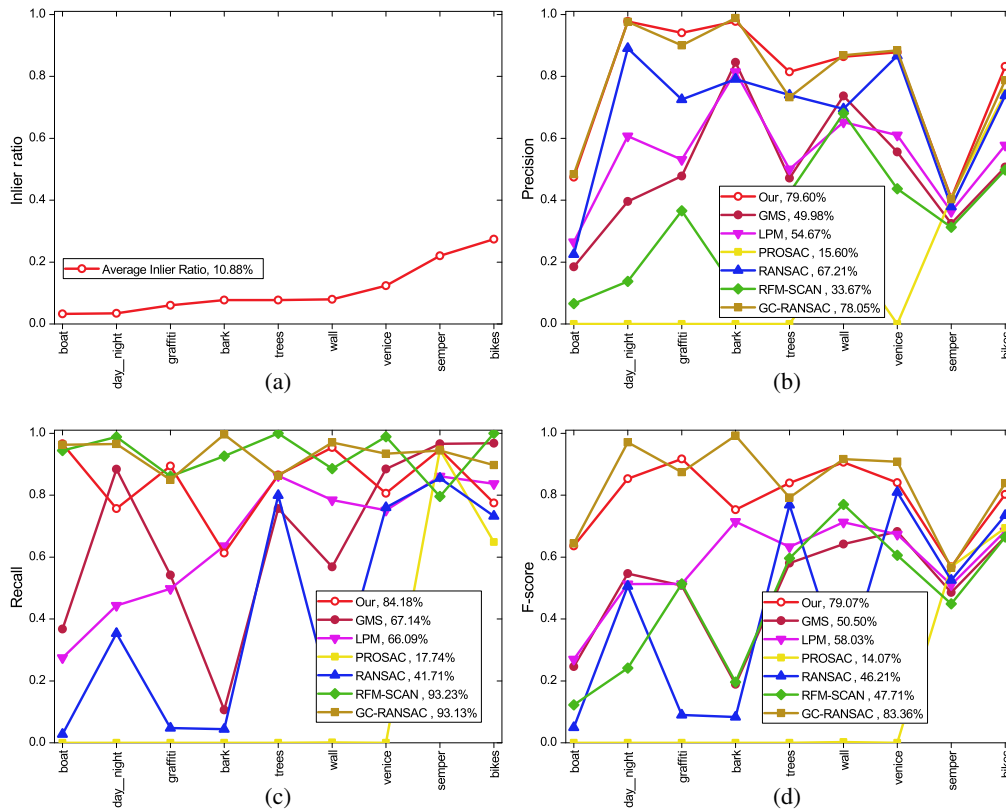 1.0
0.8
0.6
0.4
0.2
0.0
Inlier ratio
Average Inlier Ratio, 10.88%
boat
day_night
graffiti
bark
trees
wall
venice
semper
bikes
(a)
1.0
0.8
0.6
0.4
0.2
0.0
Precision
Our, 79.60%
GMS, 49.98%
LPM, 54.67%
PROSAC , 15.60%
RANSAC , 67.21%
RFM-SCAN , 33.67%
GC-RANSAC , 78.05%
boat
day_night
graffiti
bark
trees
wall
venice
semper
bikes
(b)
1.0
0.8
0.6
0.4
0.2
0.0
Recall
Our, 84.18%
GMS, 67.14%
LPM, 66.09%
PROSAC , 17.74%
RANSAC , 41.71%
RFM-SCAN , 93.23%
GC-RANSAC , 93.13%
boat
day_night
graffiti
bark
trees
wall
venice
semper
bikes
(c)
1.0
0.8
0.6
0.4
0.2
0.0
F-score
Our, 79.07%
GMS, 50.50%
LPM, 58.03%
PROSAC , 14.07%
RANSAC , 46.21%
RFM-SCAN , 47.71%
GC-RANSAC , 83.36%
boat
day_night
graffiti
bark
trees
wall
venice
semper
bikes
(d)